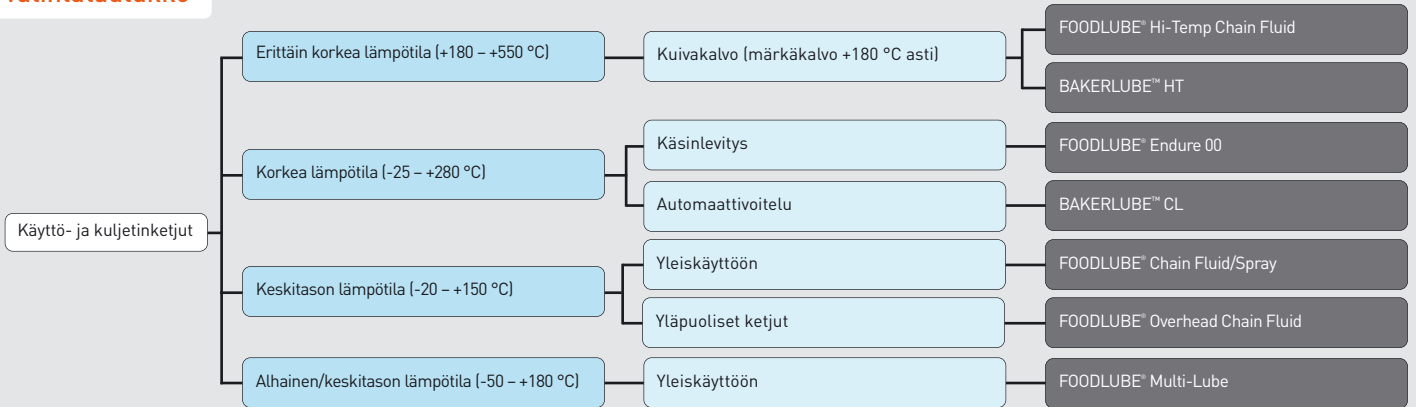 Valintataulukko
Käyttö- ja kuljetinketjut
Erittäin korkea lämpötila (+180 – +550 °C)
Kuivakalvo (märkäkalvo +180 °C asti)
FOODLUBE® Hi-Temp Chain Fluid
BAKERLUBE™ HT
Korkea lämpötila (-25 – +280 °C)
Käsinlevitys
FOODLUBE® Endure 00
Automaattivoitelu
BAKERLUBE™ CL
Keskitason lämpötila (-20 – +150 °C)
Yleiskäyttöön
FOODLUBE® Chain Fluid/Spray
Yläpuoliset ketjut
FOODLUBE® Overhead Chain Fluid
Alhainen/keskitason lämpötila (-50 – +180 °C)
Yleiskäyttöön
FOODLUBE® Multi-Lube